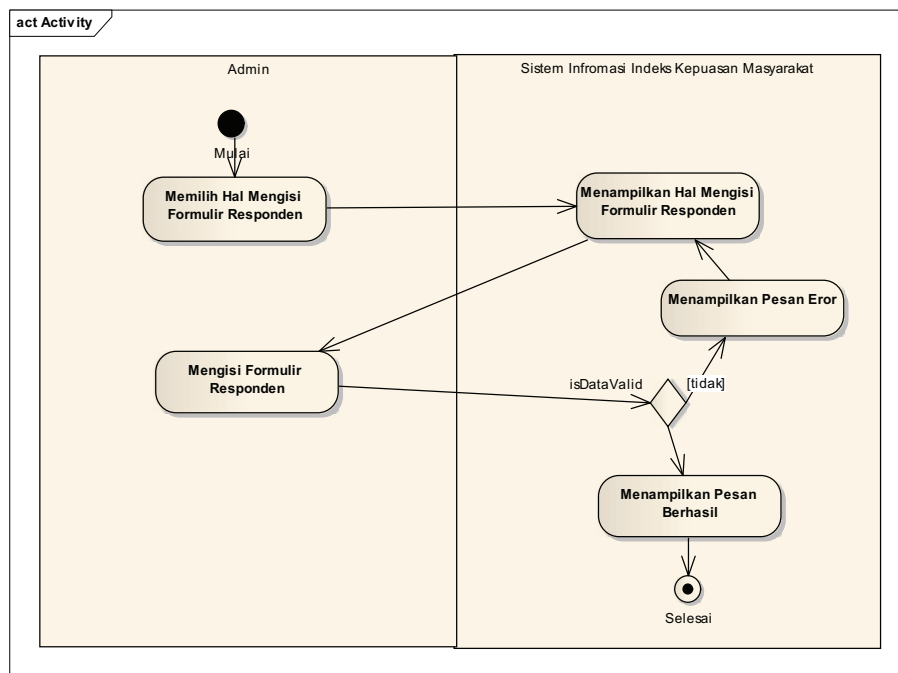 act Activity
Admin
Sistem Infromasi Indeks Kepuasan Masyarakat
Mulai
Memilih Hal Mengisi
Formulir Responden
Menampilkan Hal Mengisi
Formulir Responden
Menampilkan Pesan Eror
Mengisi Formulir
Responden
isDataValid
[tidak]
Menampilkan Pesan
Berhasil
Selesai